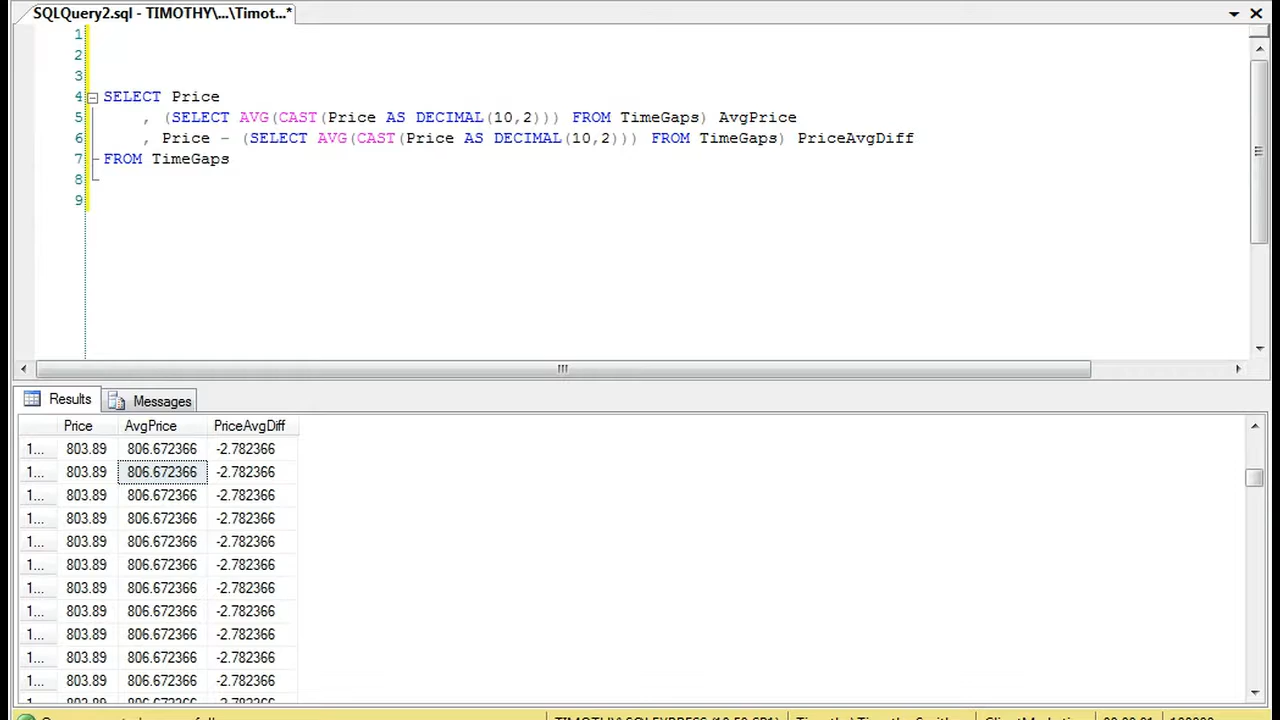 SQLQuery2.sql - TIMOTHY\...\Timot...*
1
2
3
4 SELECT Price
5 , (SELECT AVG(CAST(Price AS DECIMAL(10,2))) FROM TimeGaps) AvgPrice
6 , Price - (SELECT AVG(CAST(Price AS DECIMAL(10,2))) FROM TimeGaps) PriceAvgDiff
7 FROM TimeGaps
8
9
Results Messages
Price AvgPrice PriceAvgDiff
1... 803.89 806.672366 -2.782366
1... 803.89 806.672366 -2.782366
1... 803.89 806.672366 -2.782366
1... 803.89 806.672366 -2.782366
1... 803.89 806.672366 -2.782366
1... 803.89 806.672366 -2.782366
1... 803.89 806.672366 -2.782366
1... 803.89 806.672366 -2.782366
1... 803.89 806.672366 -2.782366
1... 803.89 806.672366 -2.782366
1... 803.89 806.672366 -2.782366